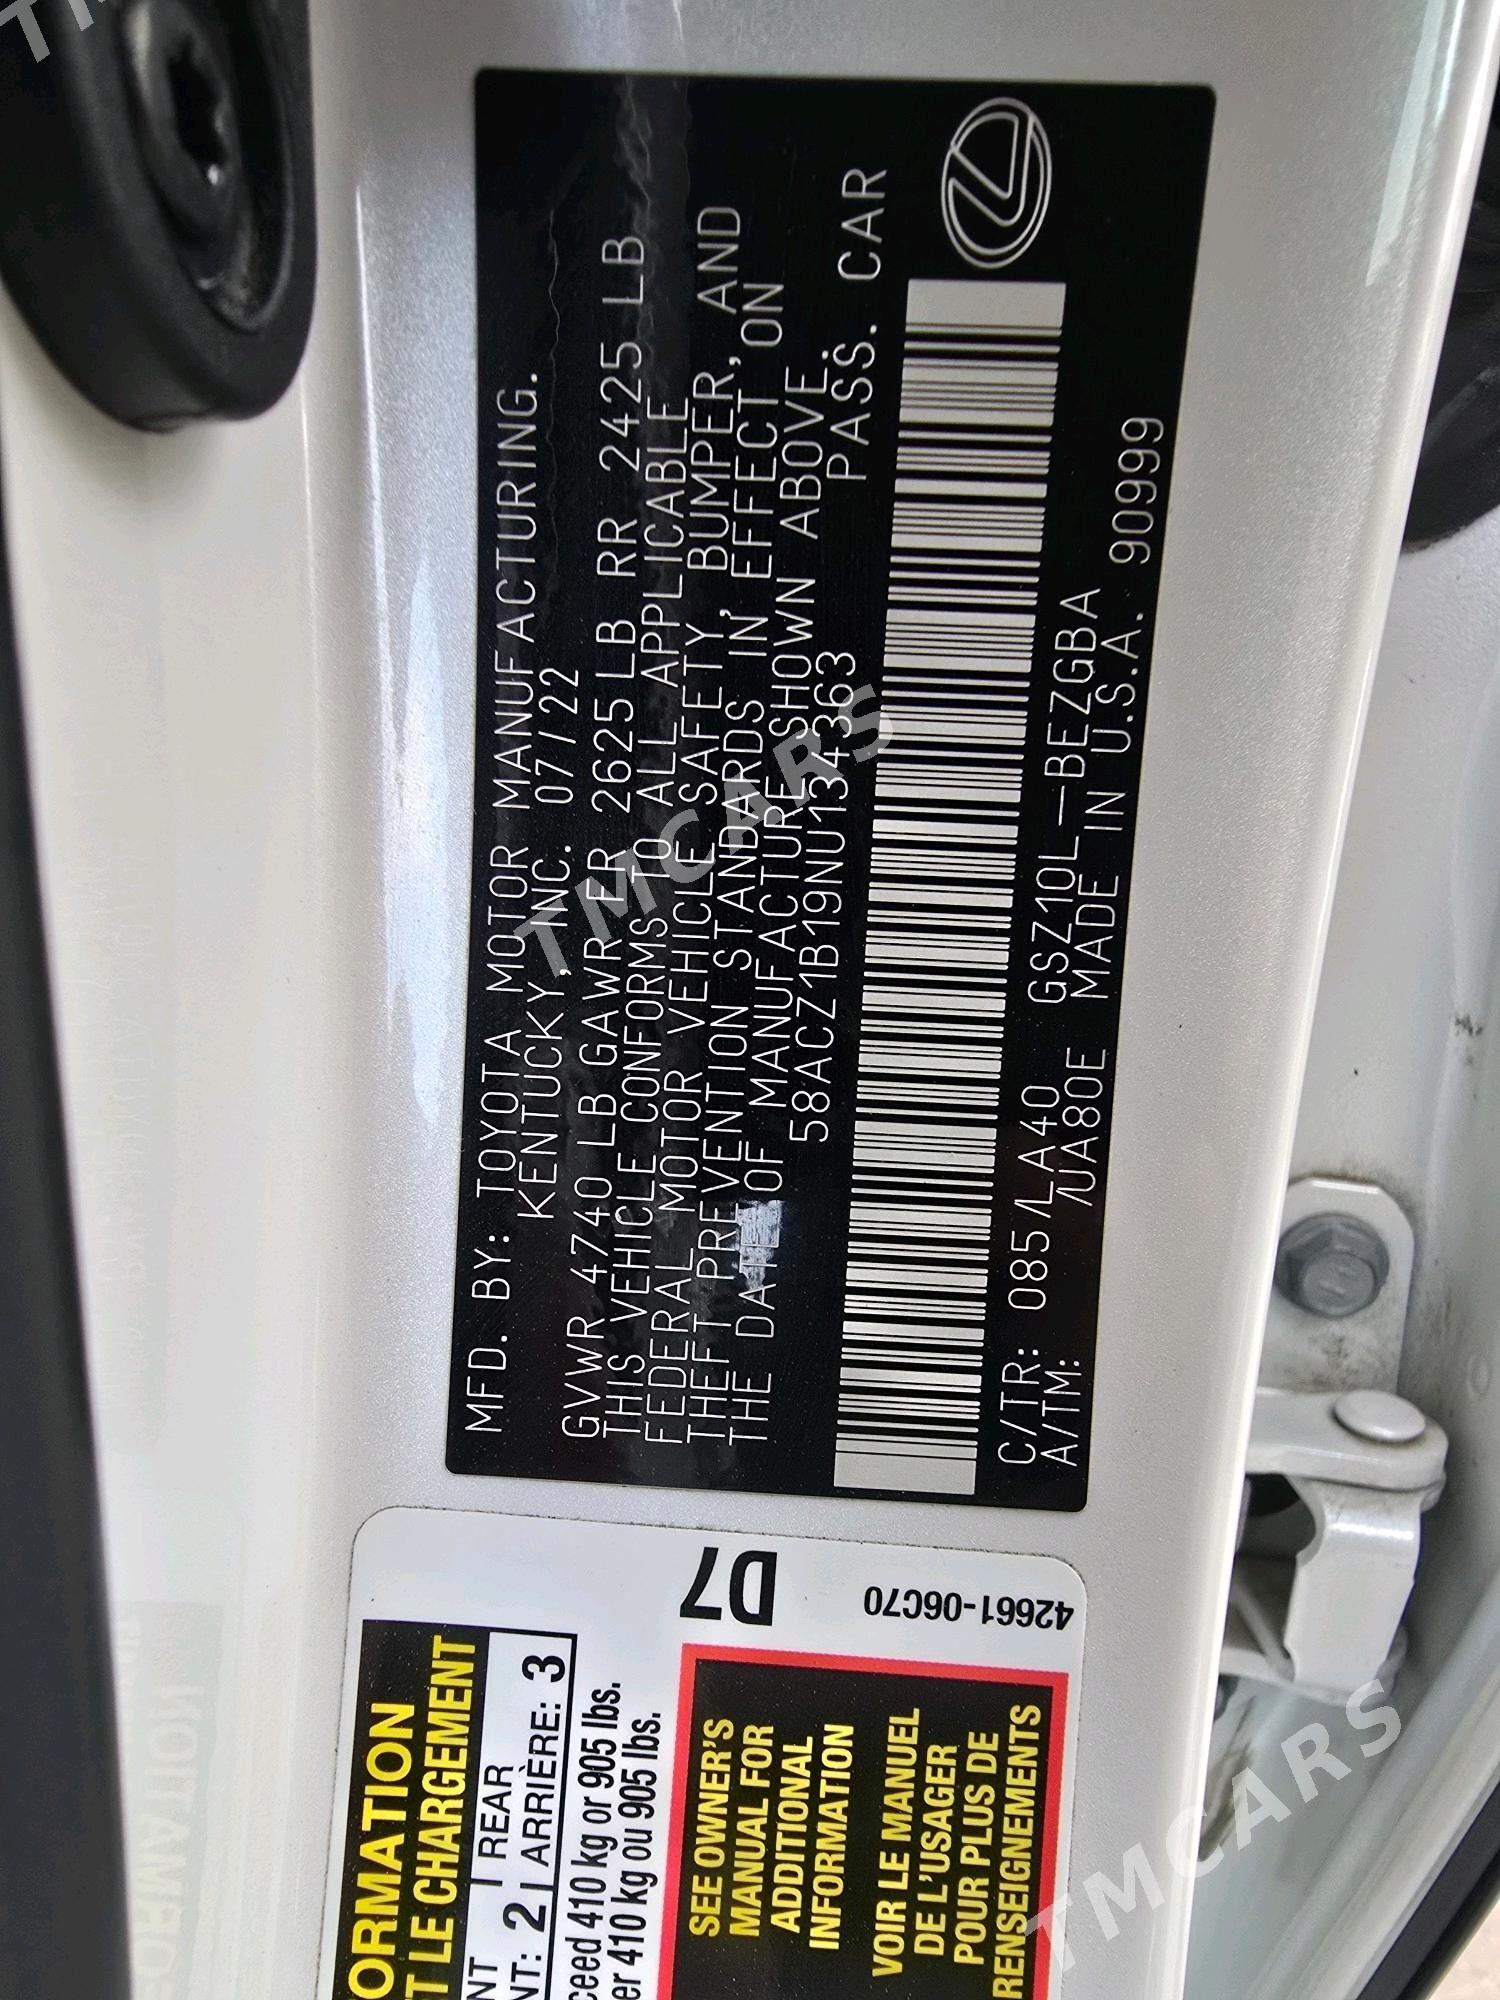 MFD. BY: TOYOTA MOTOR MANUFACTURING.
KENTUCKY, INC. 07/22
GVWR 4740 LB GAWR FR 2625 LB RR 2425 LB
THIS VEHICLE CONFORMS TO ALL APPLICABLE
FEDERAL MOTOR VEHICLE SAFETY, BUMPER, AND
THEFT PREVENTION STANDARDS IN EFFECT ON
THE DATE OF MANUFACTURE SHOWN ABOVE.
58ACZ1B19NU134363 PASS. CAR
C/TR: 085/LA40 GSZ10L-BEZGBA
A/TM: /UA80E MADE IN U.S.A. 90999
D7
42661-06C70
ORMATION
T LE CHARGEMENT
NT 2 REAR 3
NT: ARRIÈRE:
ceed 410 kg or 905 lbs.
er 410 kg ou 905 lbs.
SEE OWNER'S
MANUAL FOR
ADDITIONAL
INFORMATION
VOIR LE MANUEL
DE L'USAGER
POUR PLUS DE
RENSEIGNEMENTS
TMCARS
TMCARS